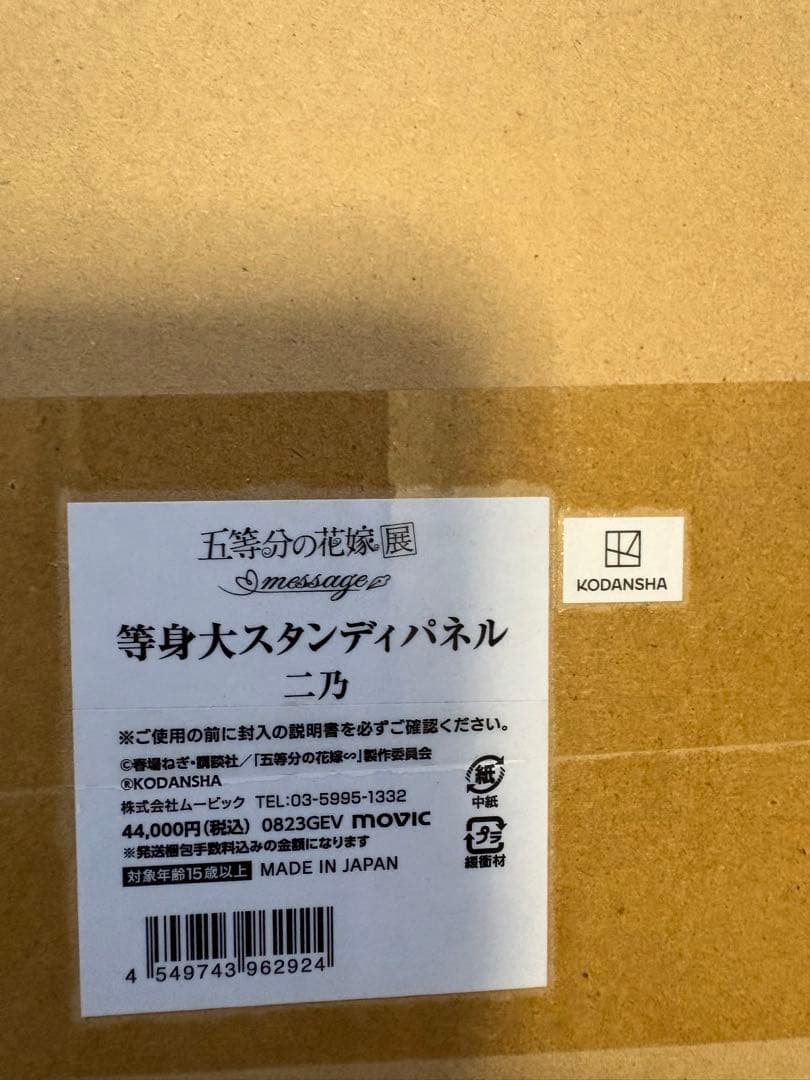 五等分の花嫁展
message
等身大スタンディパネル
二乃
※ご使用の前に封入の説明書を必ずご確認ください。
©春場ねぎ・講談社/「五等分の花嫁∽」製作委員会
®KODANSHA
株式会社ムービック TEL:03-5995-1332
44,000円(税込) 0823GEV movic
※発送梱包手数料込みの金額になります
対象年齢15歳以上 MADE IN JAPAN
紙
中紙
プラ
緩衝材
4 549743 962924
KODANSHA